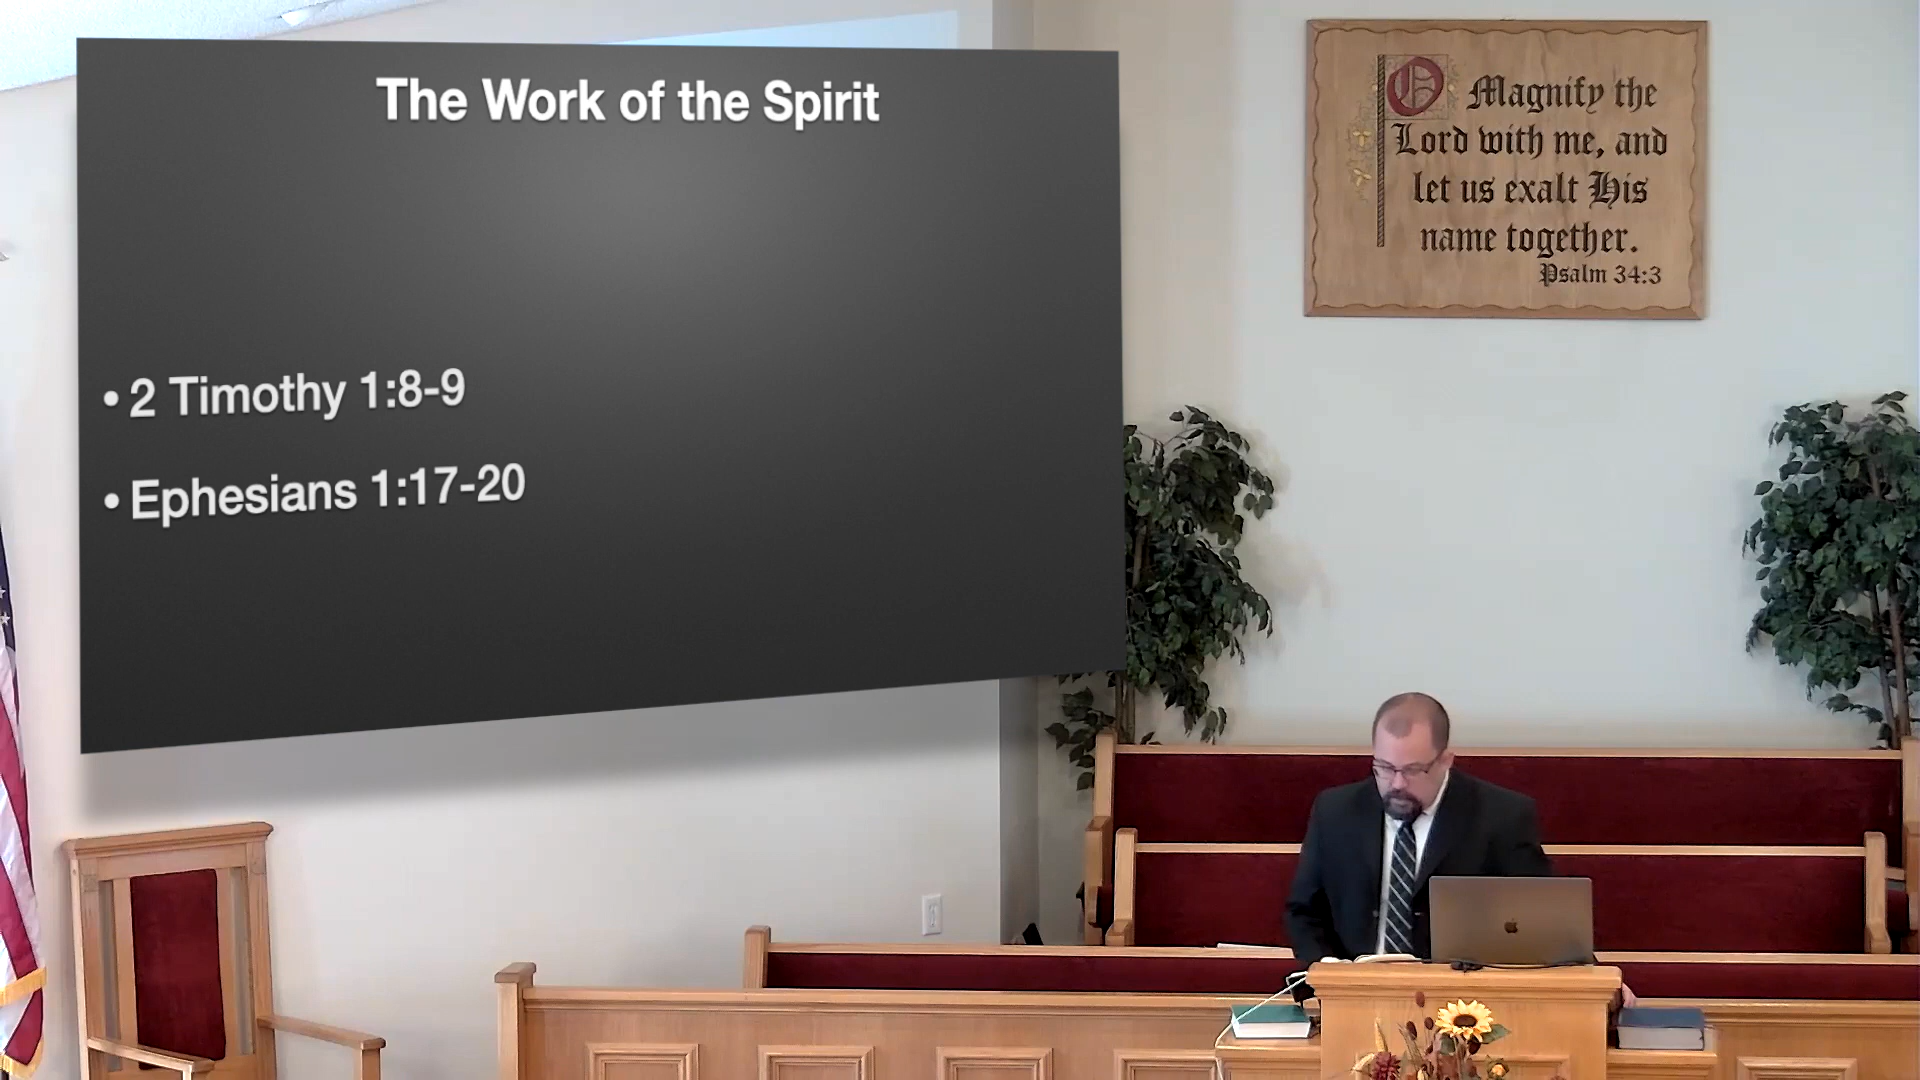 The Work of the Spirit
• 2 Timothy 1:8-9
• Ephesians 1:17-20
O Magnify the
Lord with me, and
let us exalt His
name together.
Psalm 34:3